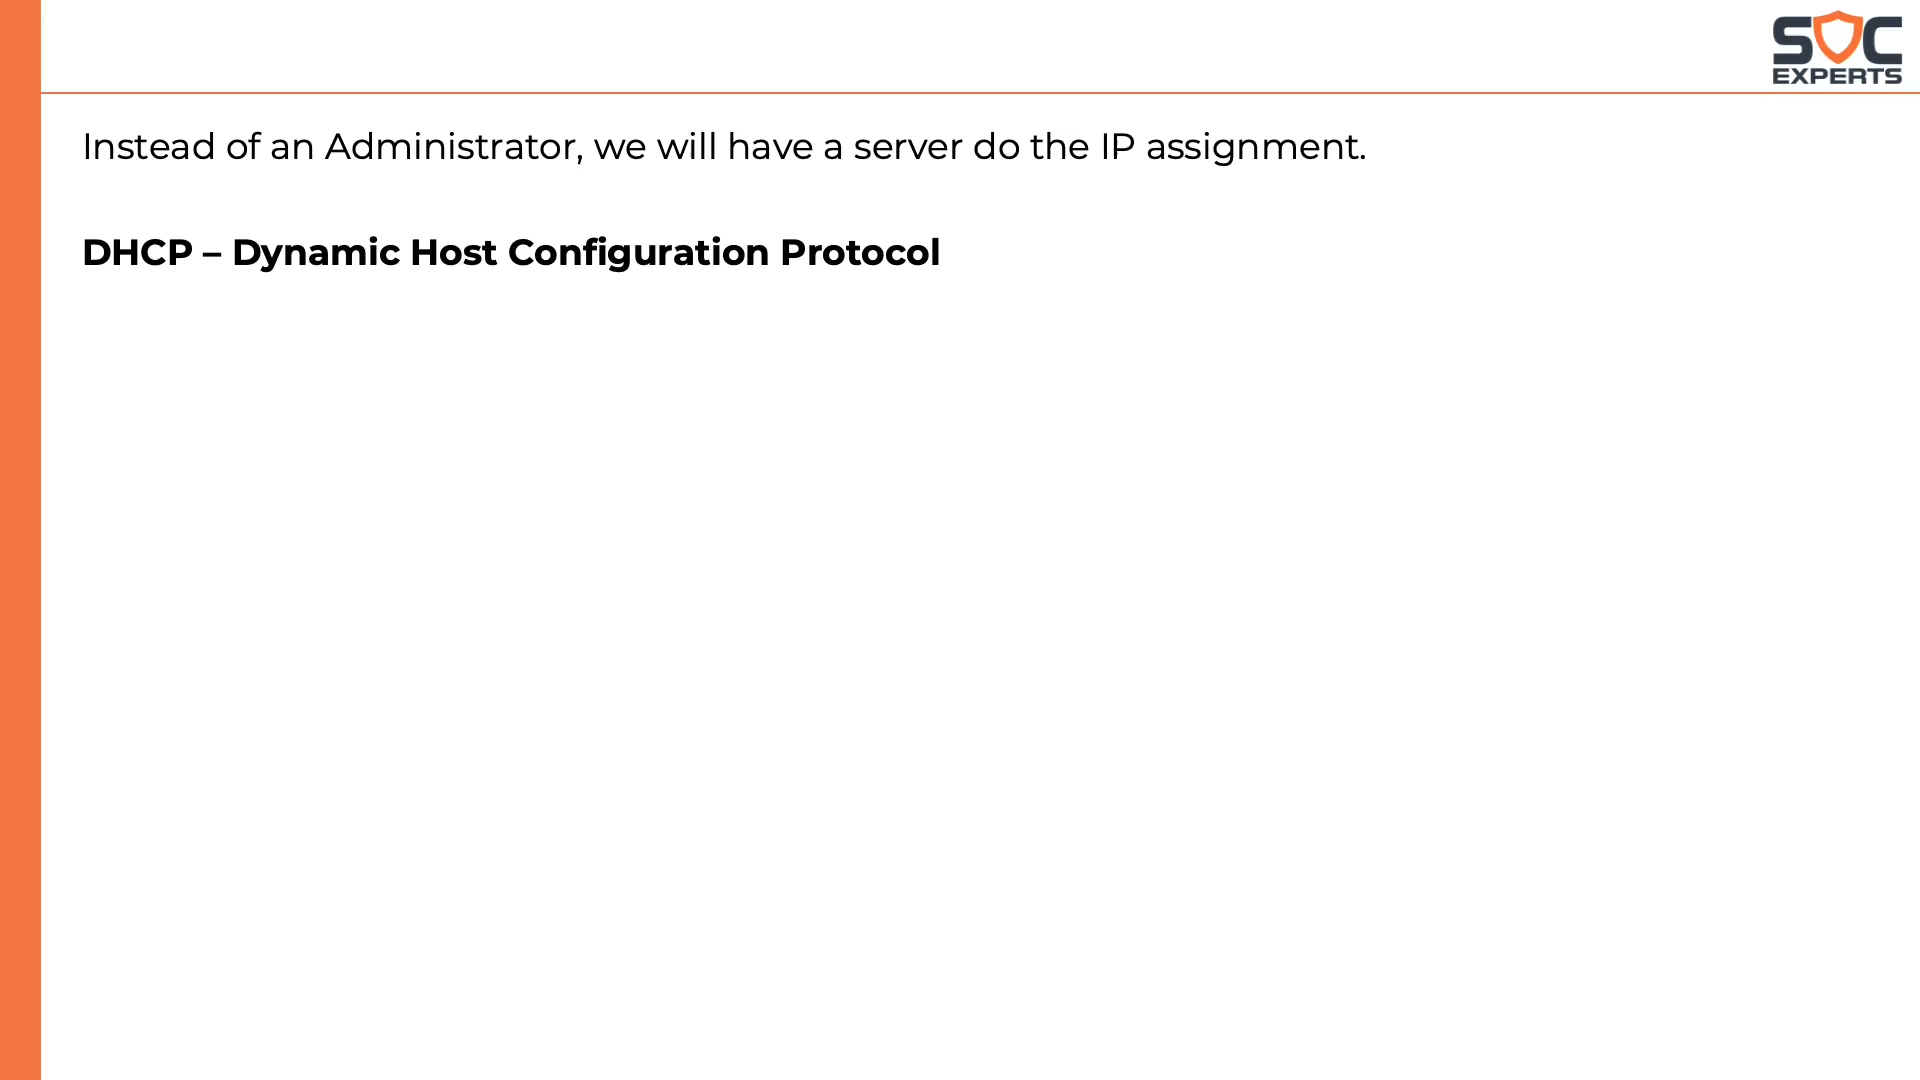 SOC
EXPERTS
Instead of an Administrator, we will have a server do the IP assignment.
DHCP – Dynamic Host Configuration Protocol